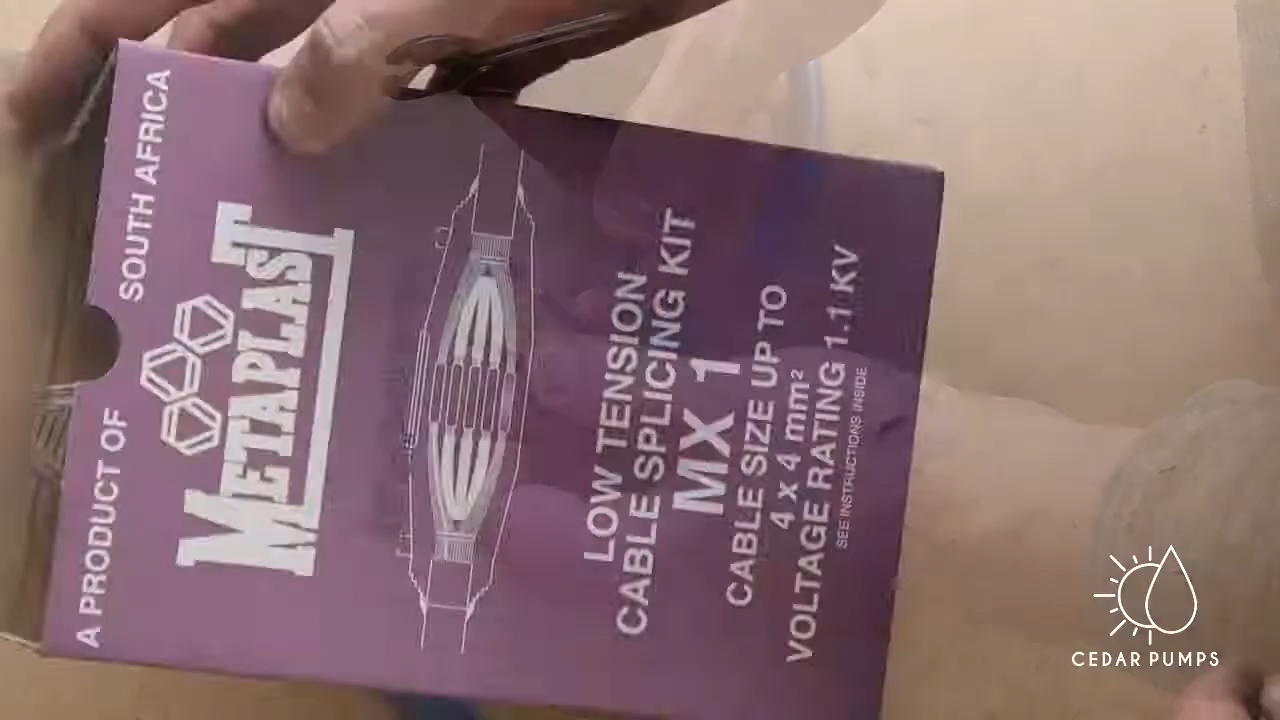 A PRODUCT OF SOUTH AFRICA
METAPLAST
LOW TENSION
CABLE SPLICING KIT
MX 1
CABLE SIZE UP TO
4 x 4 mm²
VOLTAGE RATING 1.1 KV
SEE INSTRUCTIONS INSIDE
CEDAR PUMPS